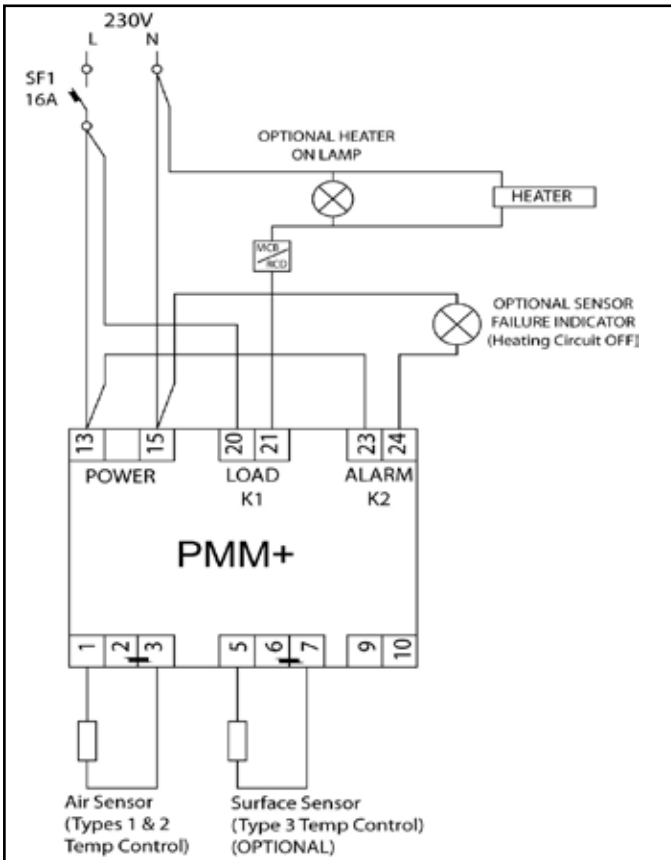 230V
L N
SF1
16A
OPTIONAL HEATER
ON LAMP
HEATER
MCB
RCD
OPTIONAL SENSOR
FAILURE INDICATOR
(Heating Circuit OFF)
13 15 20 21 23 24
POWER LOAD ALARM
K1 K2
PMM+
1 2 3 5 6 7 9 10
Air Sensor Surface Sensor
(Types 1 & 2 (Type 3 Temp Control)
Temp Control) (OPTIONAL)